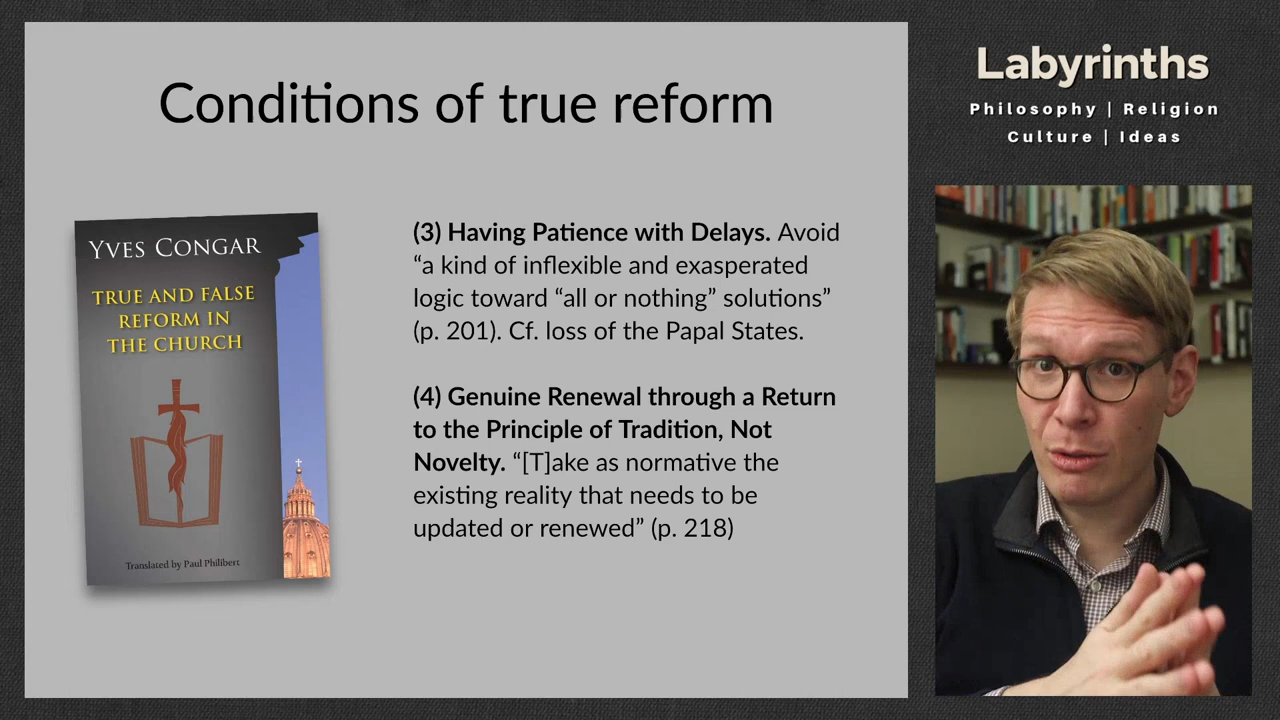 Conditions of true reform
YVES CONGAR
TRUE AND FALSE
REFORM IN
THE CHURCH
Translated by Paul Philibert
(3) Having Patience with Delays. Avoid
“a kind of inflexible and exasperated
logic toward “all or nothing” solutions”
(p. 201). Cf. loss of the Papal States.
(4) Genuine Renewal through a Return
to the Principle of Tradition, Not
Novelty. “[T]ake as normative the
existing reality that needs to be
updated or renewed” (p. 218)
Labyrinths
Philosophy | Religion
Culture | Ideas